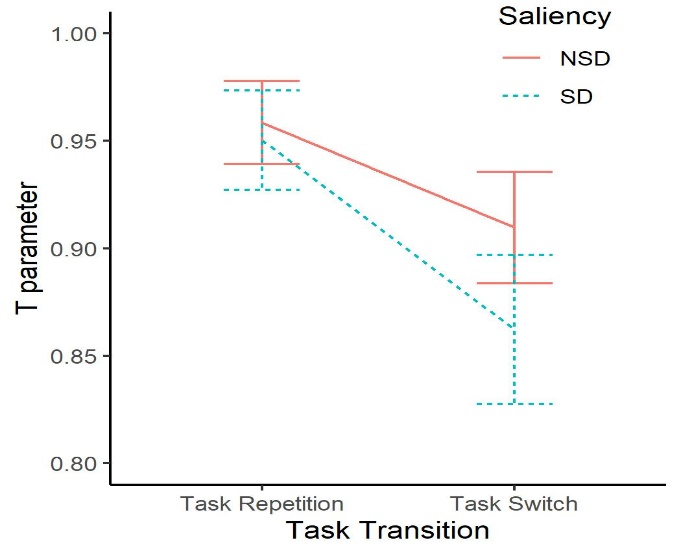 Saliency
NSD
SD
1.00
0.95
0.90
0.85
0.80
T parameter
Task Repetition
Task Switch
Task Transition